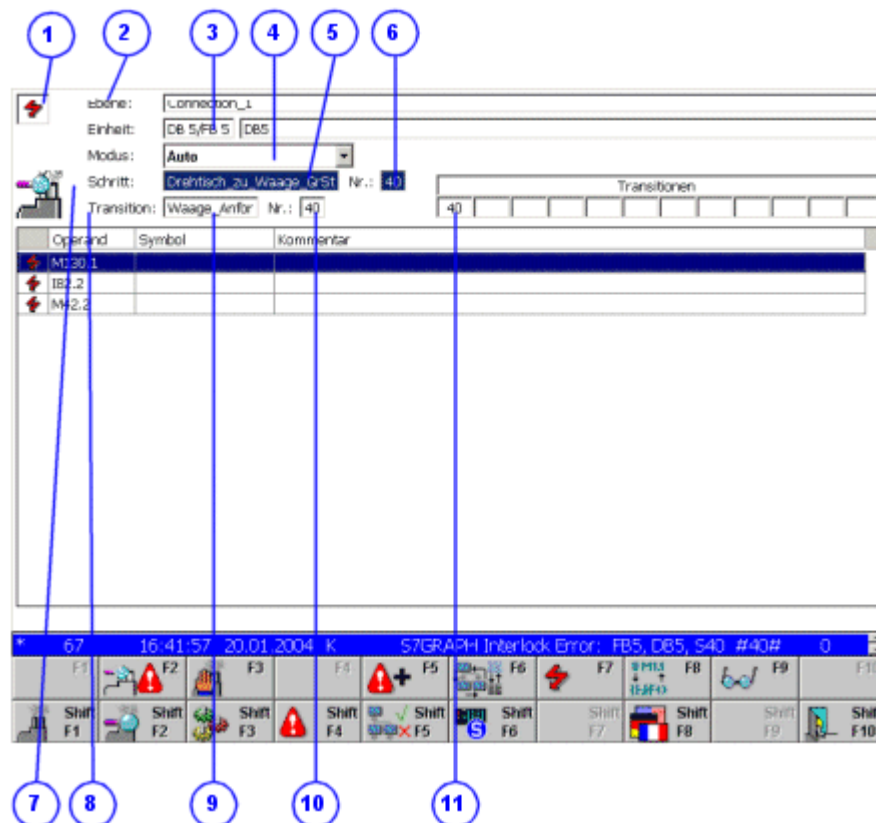 1 2 3 4 5 6
Ebene: Connection_1
Einheit: DB 5/FB 5 DB5
Modus: Auto
Schritt: Drehtisch_zu_Waage_GrSt Nr.: 40
Transitionen
Transition: Waage_Anfor Nr.: 40 40
Operand Symbol Kommentar
M130.1
I82.2
M42.2
* 67 16:41:57 20.01.2004 K S7GRAPH Interlock Error: FB5, DB5, S40 #40# 0
F1 F2 F3 F4 F5 F6 F7 F8 F9 F10
Shift Shift Shift Shift Shift Shift Shift Shift Shift Shift
F1 F2 F3 F4 F5 F6 F7 F8 F9 F10
7 8 9 10 11